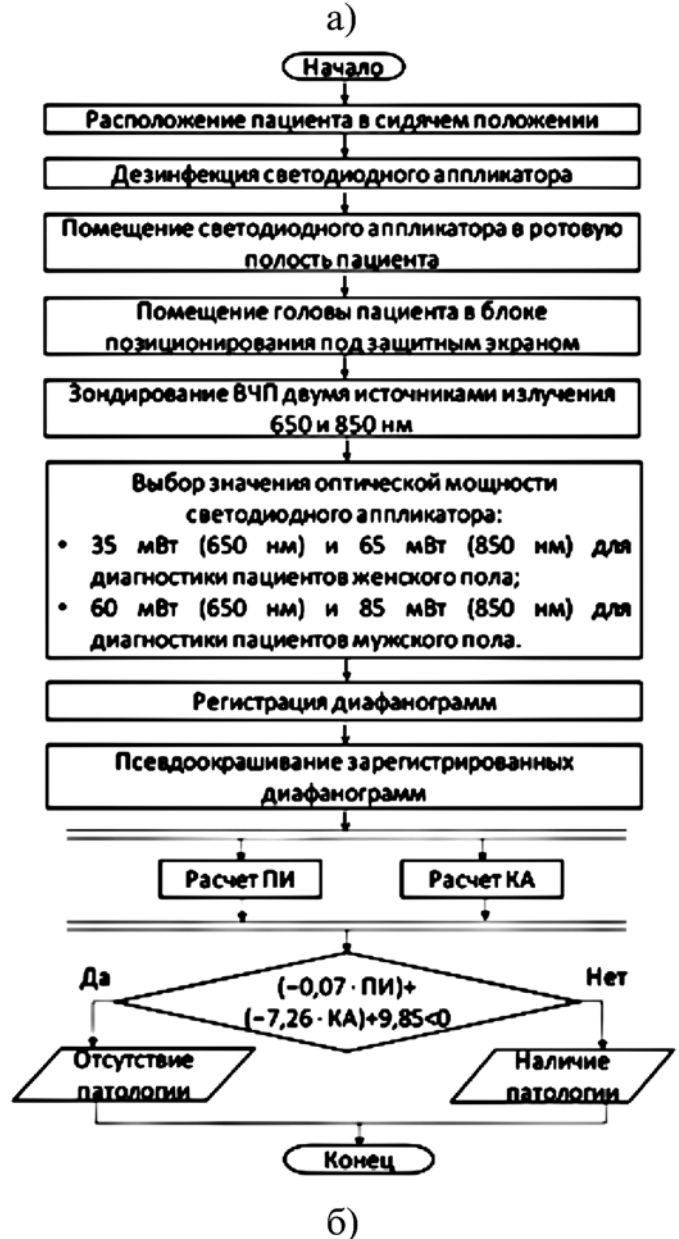 а)
Начало
Расположение пациента в сидячем положении
Дезинфекция светодиодного аппликатора
Помещение светодиодного аппликатора в ротовую
полость пациента
Помещение головы пациента в блоке
позиционирования под защитным экраном
Зондирование ВЧП двумя источниками излучения
650 и 850 нм
Выбор значения оптической мощности
светодиодного аппликатора:
• 35 мВт (650 нм) и 65 мВт (850 нм) для
диагностики пациентов женского пола;
• 60 мВт (650 нм) и 85 мВт (850 нм) для
диагностики пациентов мужского пола.
Регистрация диафанограмм
Псевдоокрашивание зарегистрированных
диафанограмм
Расчет ПИ
Расчет КА
Да
(−0,07 · ПИ)+
(−7,26 · КА)+9,85<0
Нет
Отсутствие
патологии
Наличие
патологии
Конец
б)